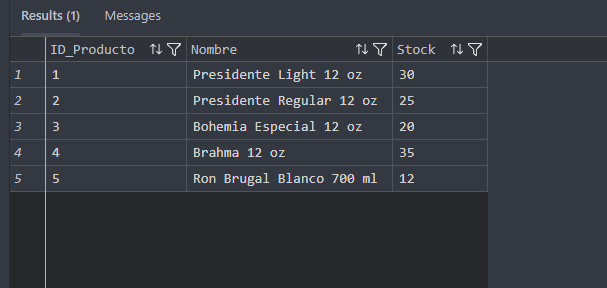 Results (1) Messages
ID_Producto Nombre Stock
1 1 Presidente Light 12 oz 30
2 2 Presidente Regular 12 oz 25
3 3 Bohemia Especial 12 oz 20
4 4 Brahma 12 oz 35
5 5 Ron Brugal Blanco 700 ml 12